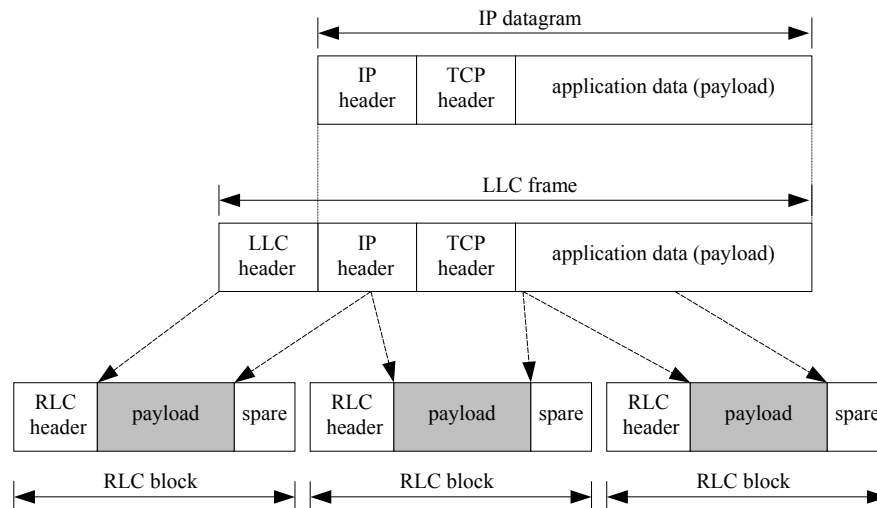 IP datagram
IP
header
TCP
header
application data (payload)
LLC frame
LLC
header
IP
header
TCP
header
application data (payload)
RLC
header
payload
spare
RLC
header
payload
spare
RLC
header
payload
spare
RLC block
RLC block
RLC block